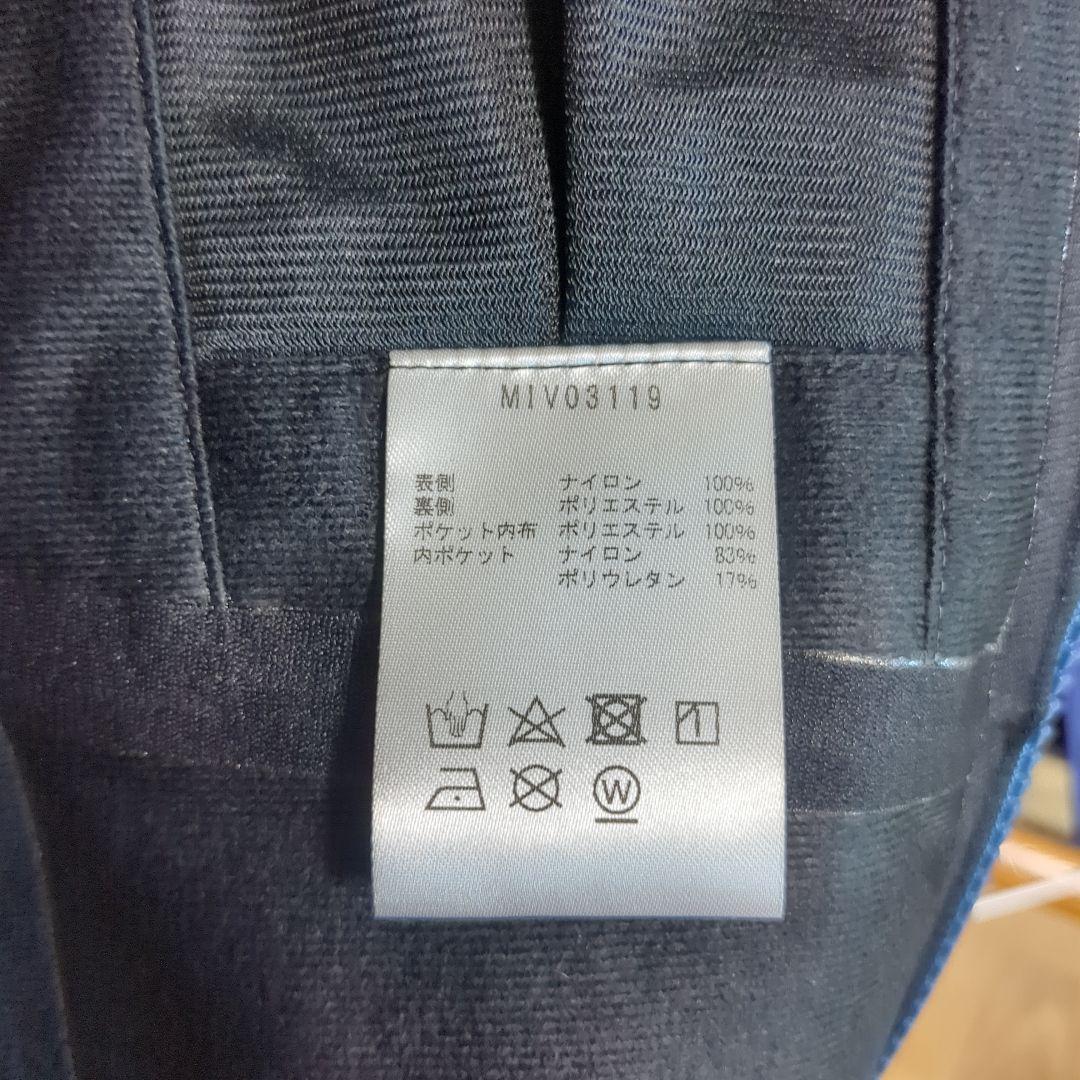 MIV03119
表側 ナイロン 100%
裏側 ポリエステル 100%
ポケット内布 ポリエステル 100%
内ポケット ナイロン 83%
ポリウレタン 17%
W